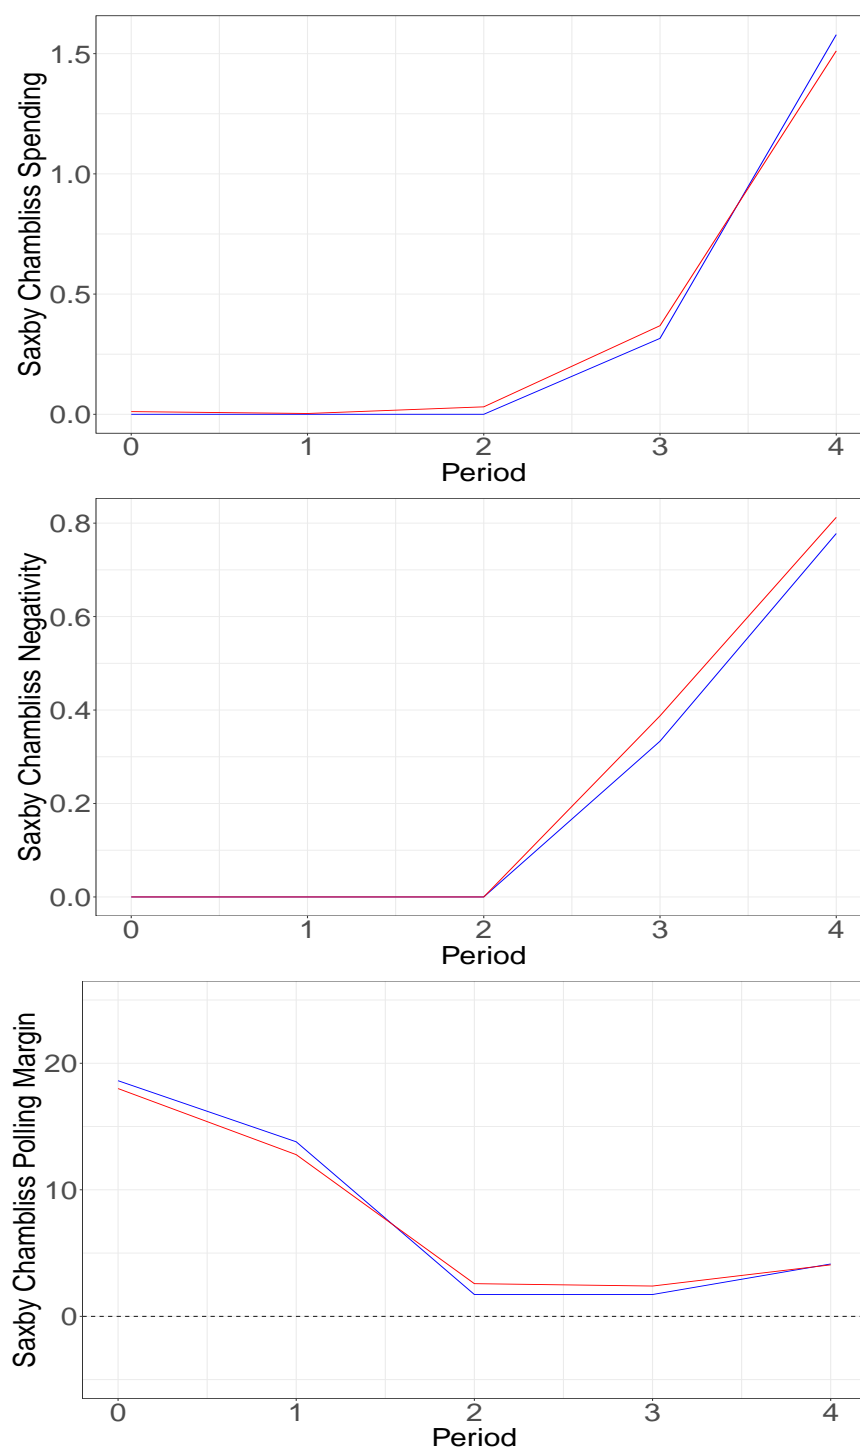 Saxby Chambliss Spending
1.5
1.0
0.5
0.0
0 1 2 3 4
Period
Saxby Chambliss Negativity
0.8
0.6
0.4
0.2
0.0
0 1 2 3 4
Period
Saxby Chambliss Polling Margin
20
10
0
0 1 2 3 4
Period